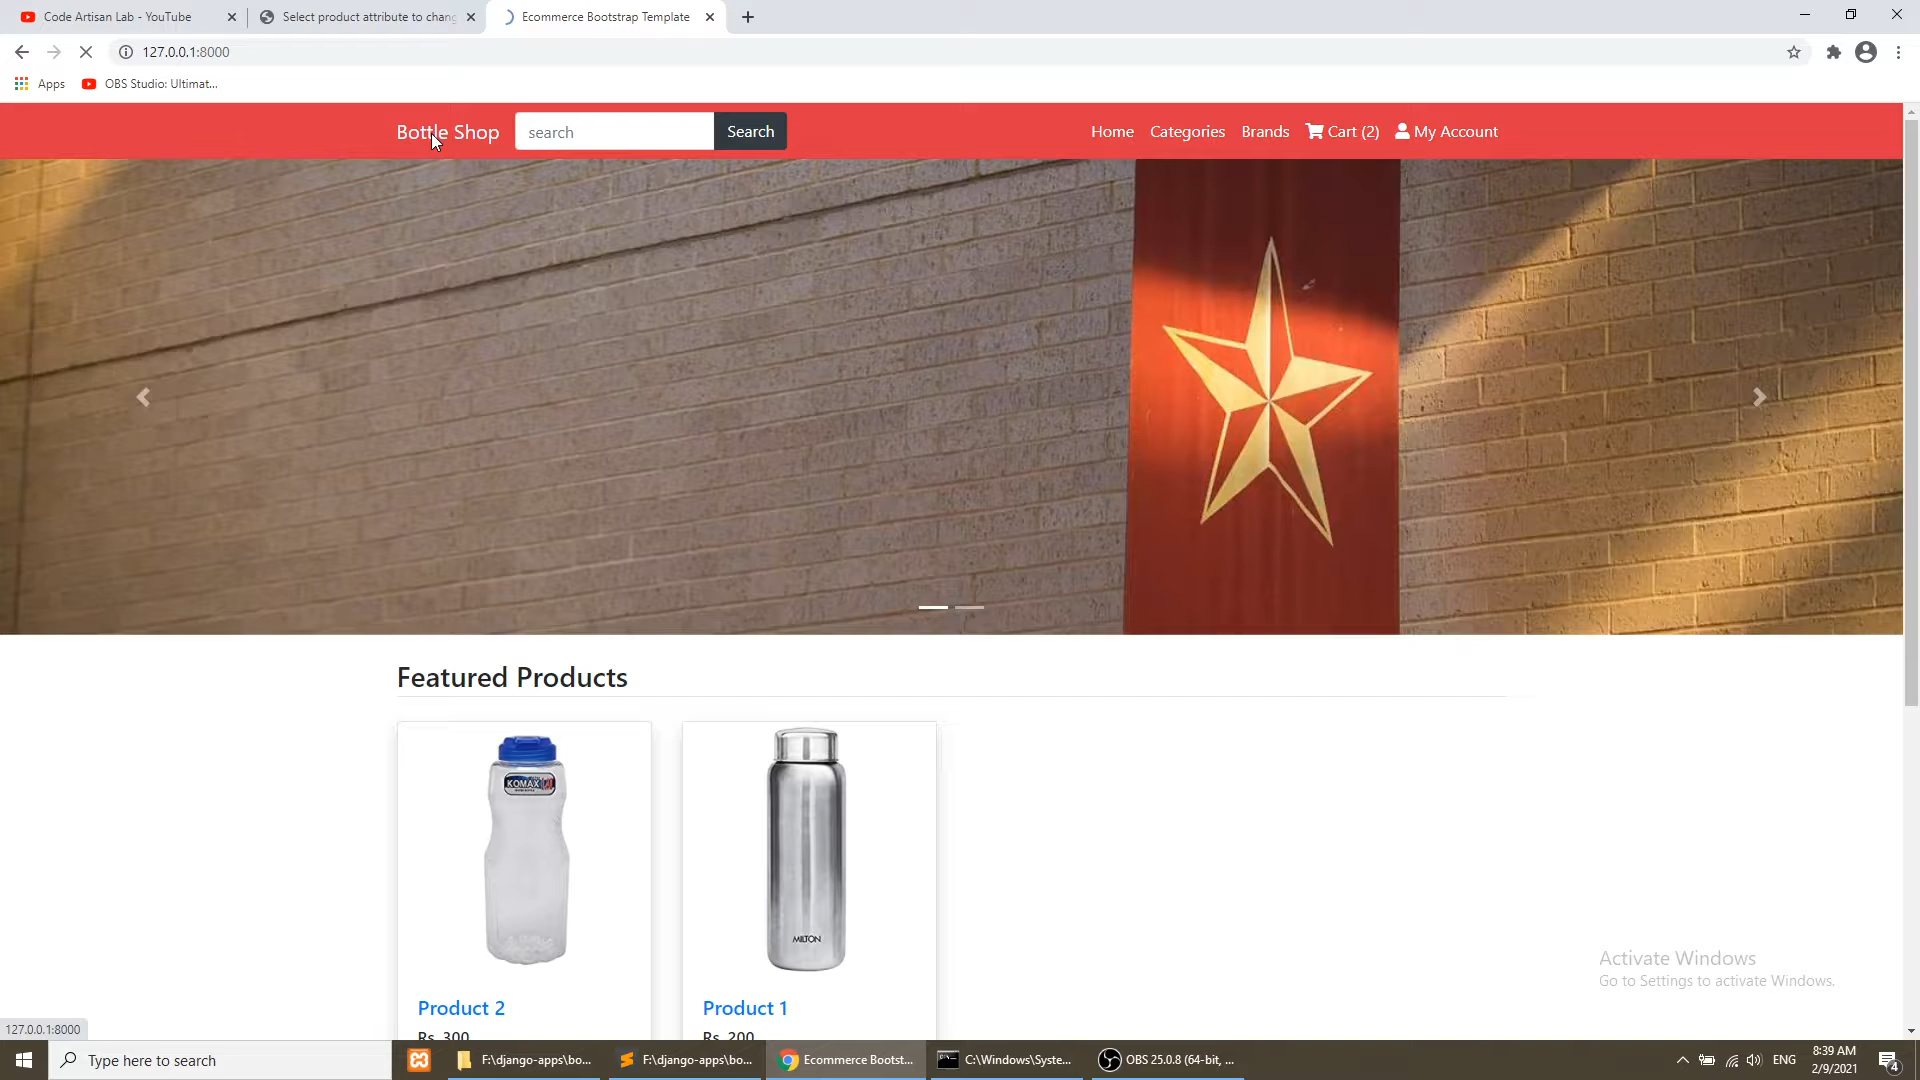 Code Artisan Lab - YouTube
Select product attribute to chang
Ecommerce Bootstrap Template
127.0.0.1:8000
Apps
OBS Studio: Ultimat...
Bottle Shop
search
Search
Home
Categories
Brands
Cart (2)
My Account
Featured Products
KOMAX
MILTON
Product 2
Product 1
Rs. 300
Rs. 200
Activate Windows
Go to Settings to activate Windows.
127.0.0.1:8000
Type here to search
F:\django-apps\bo...
F:\django-apps\bo...
Ecommerce Bootst...
C:\Windows\Syste...
OBS 25.0.8 (64-bit, ...
ENG
8:39 AM
2/9/2021
4